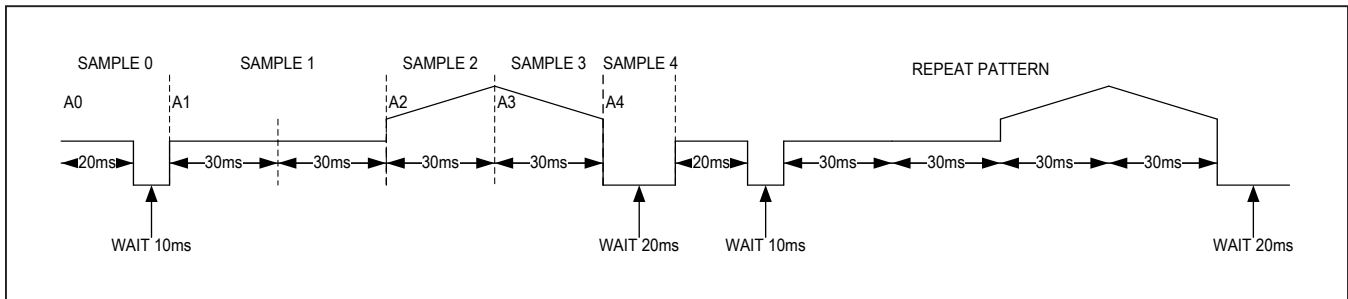 SAMPLE 0 SAMPLE 1 SAMPLE 2 SAMPLE 3 SAMPLE 4 REPEAT PATTERN
A0 A1 A2 A3 A4
20ms 30ms 30ms 30ms 30ms 20ms 30ms 30ms 30ms 30ms
WAIT 10ms WAIT 20ms WAIT 10ms WAIT 20ms